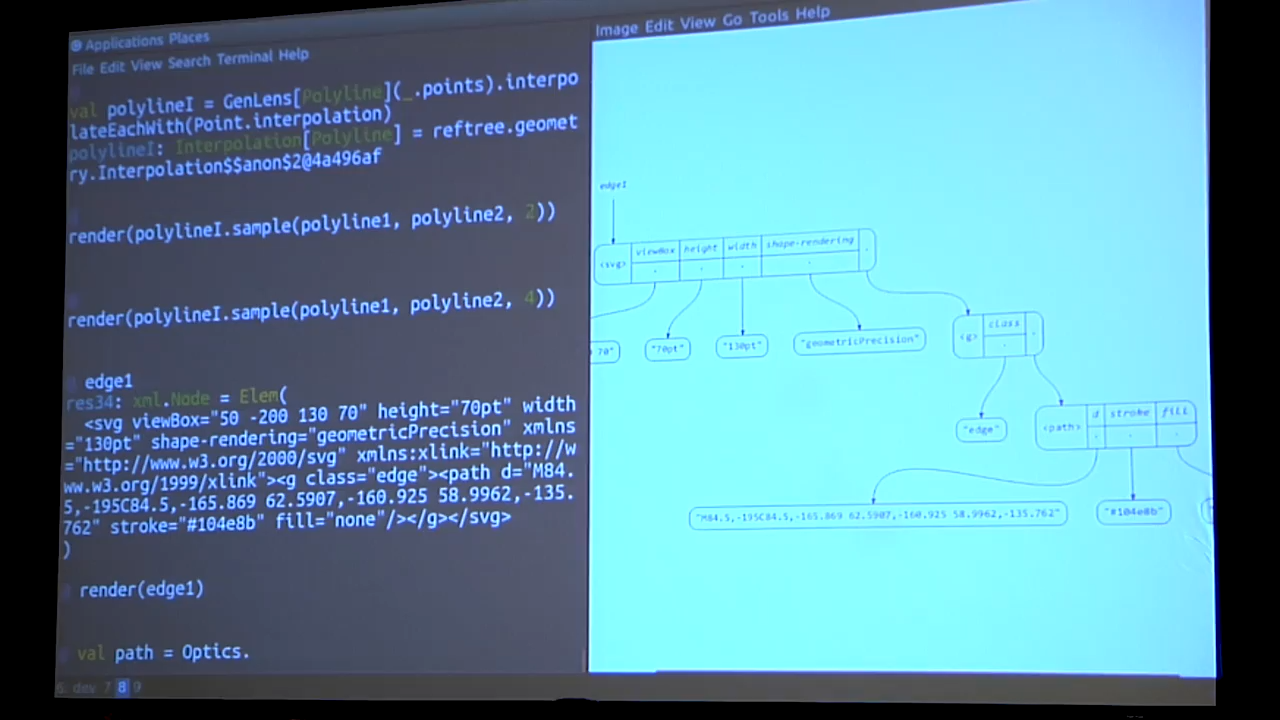 Applications Places
File Edit View Search Terminal Help
val polylineI = GenLens[Polyline](_.points).interpo
lateEachWith(Point.interpolation)
polylineI: Interpolation[Polyline] = reftree.geomet
ry.Interpolation$$anon$2@4a496af
render(polylineI.sample(polyline1, polyline2, 2))
render(polylineI.sample(polyline1, polyline2, 4))
edge1
res34: xml.Node = Elem(
<svg viewBox="50 -200 130 70" height="70pt" width
="130pt" shape-rendering="geometricPrecision" xmlns
="http://www.w3.org/2000/svg" xmlns:xlink="http://w
ww.w3.org/1999/xlink"><g class="edge"><path d="M84.
5,-195C84.5,-165.869 62.5907,-160.925 58.9962,-135.
762" stroke="#104e8b" fill="none"/></g></svg>
)
render(edge1)
val path = Optics.
6: dev 7 8 9
Image Edit View Go Tools Help
edge1
<svg> viewBox height width shape-rendering
70" "70pt" "130pt" "geometricPrecision"
<g> class
"edge"
<path> d stroke fill
"M84.5,-195C84.5,-165.869 62.5907,-160.925 58.9962,-135.762" "#104e8b"